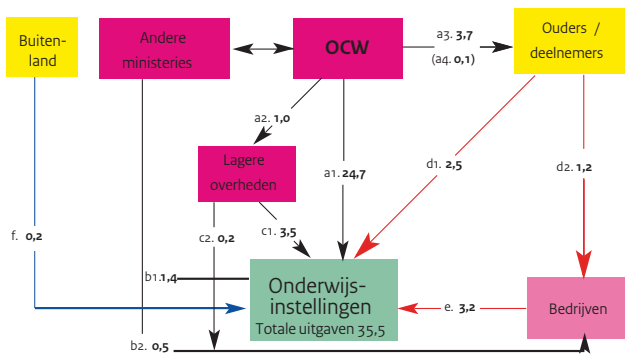 Buiten-
land
Andere
ministeries
OCW
a3. 3,7
(a4. 0,1)
Ouders /
deelnemers
a2. 1,0
Lagere
overheden
a1. 24,7
d1. 2,5
d2. 1,2
f. 0,2
c2. 0,2
c1. 3,5
b1. 1,4
Onderwijs-
instellingen
Totale uitgaven 35,5
e. 3,2
Bedrijven
b2. 0,5